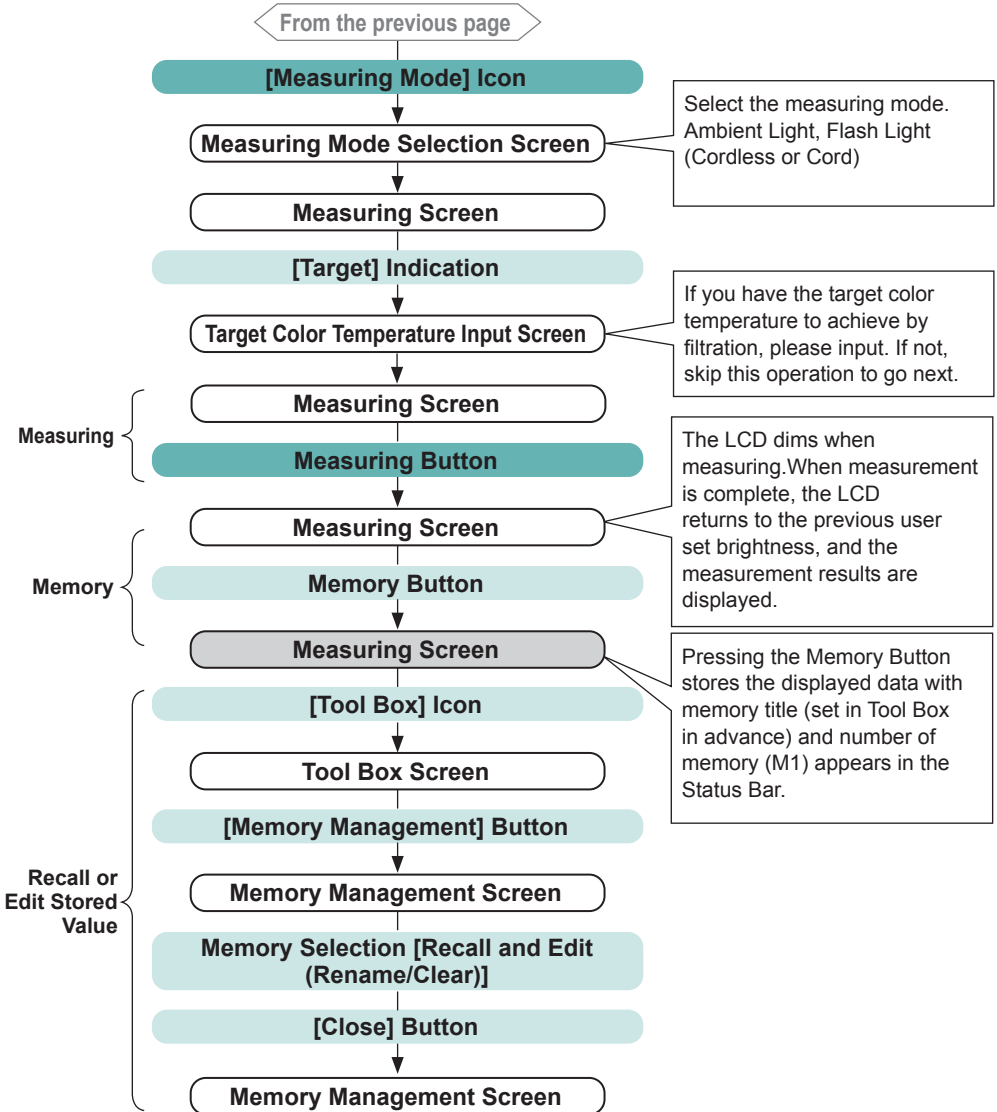 From the previous page
[Measuring Mode] Icon
Measuring Mode Selection Screen
Select the measuring mode.
Ambient Light, Flash Light
(Cordless or Cord)
Measuring Screen
[Target] Indication
Target Color Temperature Input Screen
If you have the target color
temperature to achieve by
filtration, please input. If not,
skip this operation to go next.
Measuring
Measuring Screen
Measuring Button
Measuring Screen
The LCD dims when
measuring.When measurement
is complete, the LCD
returns to the previous user
set brightness, and the
measurement results are
displayed.
Memory
Memory Button
Measuring Screen
Pressing the Memory Button
stores the displayed data with
memory title (set in Tool Box
in advance) and number of
memory (M1) appears in the
Status Bar.
[Tool Box] Icon
Tool Box Screen
[Memory Management] Button
Recall or
Edit Stored
Value
Memory Management Screen
Memory Selection [Recall and Edit
(Rename/Clear)]
[Close] Button
Memory Management Screen